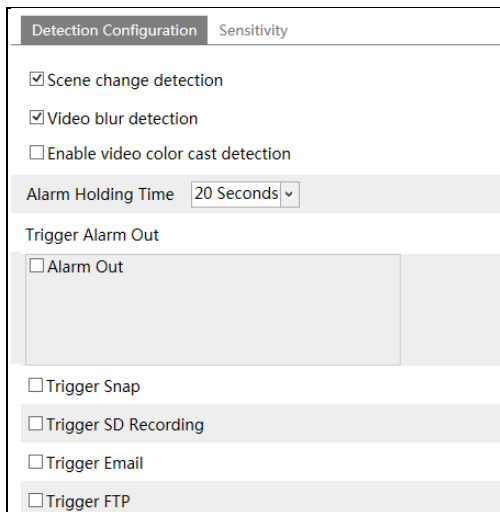 Detection Configuration Sensitivity
Scene change detection
Video blur detection
Enable video color cast detection
Alarm Holding Time 20 Seconds
Trigger Alarm Out
Alarm Out
Trigger Snap
Trigger SD Recording
Trigger Email
Trigger FTP